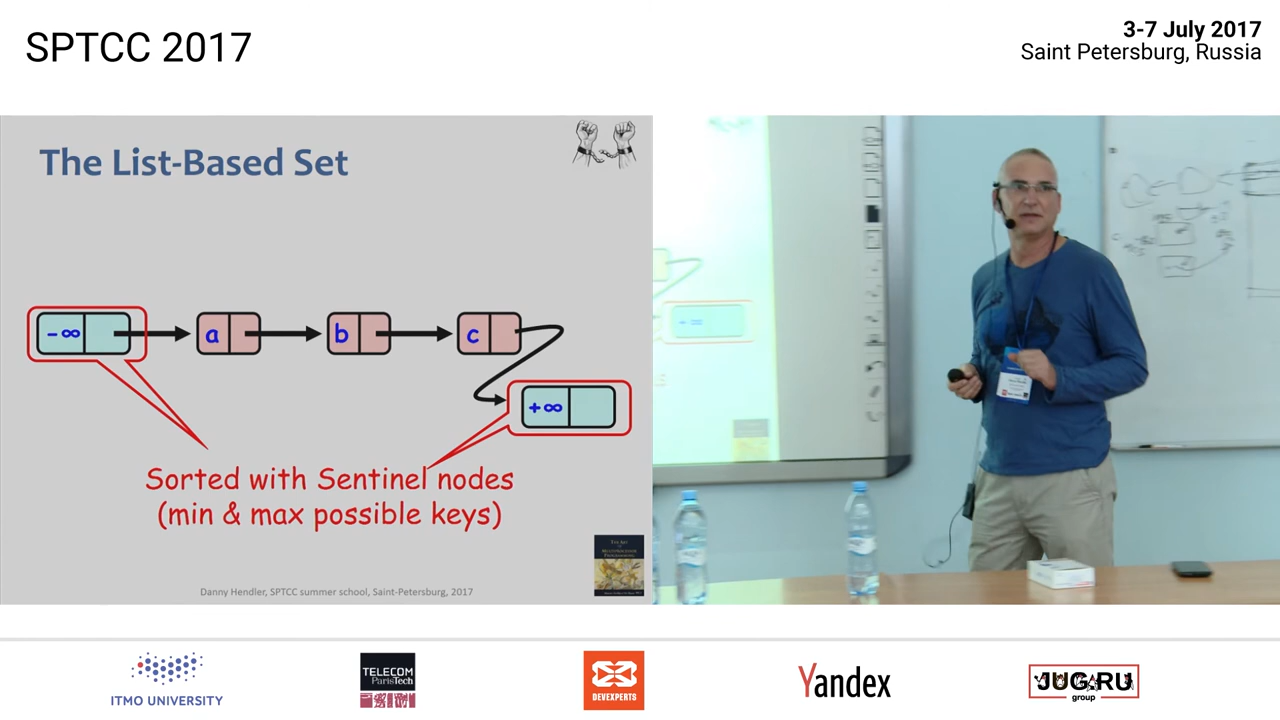 SPTCC 2017
3-7 July 2017
Saint Petersburg, Russia
The List-Based Set
- ∞
a
b
c
+ ∞
Sorted with Sentinel nodes
(min & max possible keys)
Danny Hendler, SPTCC summer school, Saint-Petersburg, 2017
ITMO UNIVERSITY
TELECOM
ParisTech
DEVEXPERTS
Yandex
JUG.RU
group